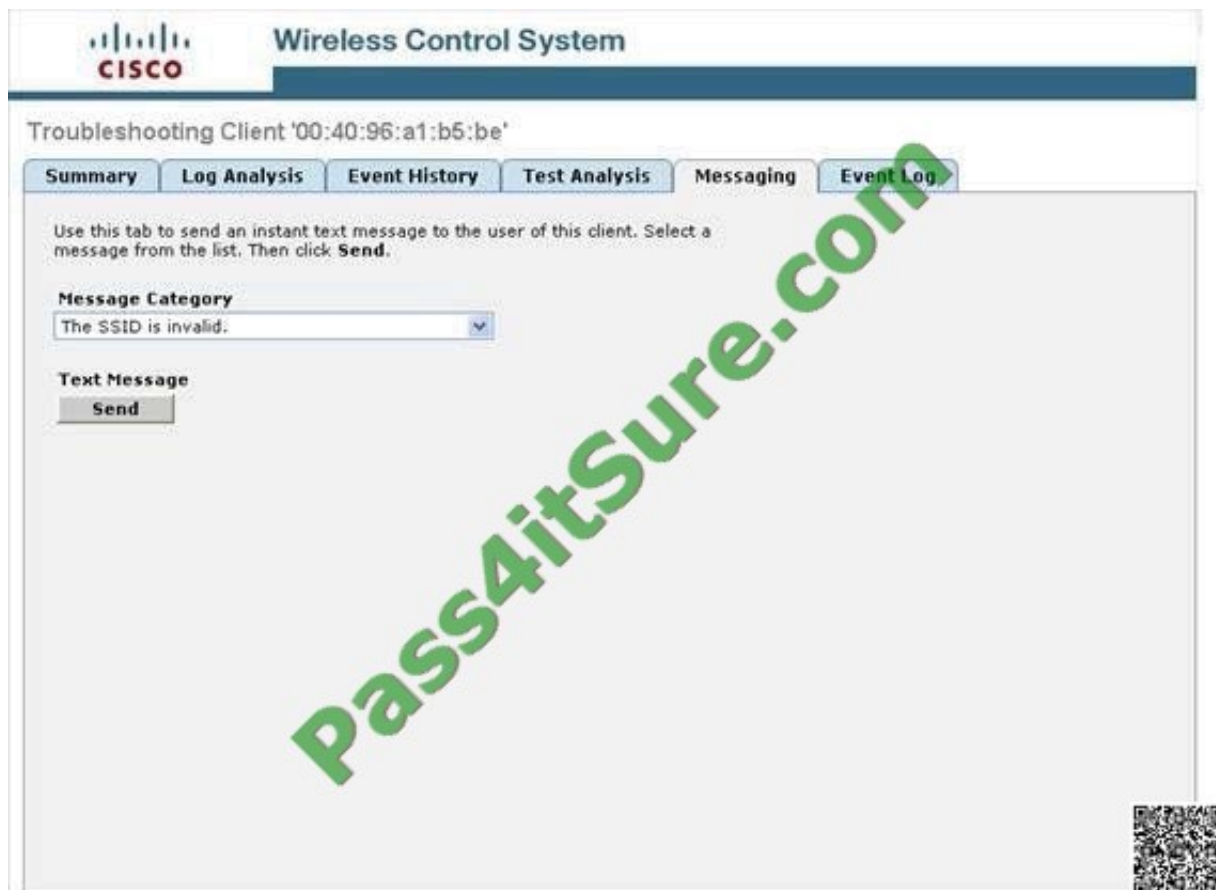 CISCO
Wireless Control System
Troubleshooting Client '00:40:96:a1:b5:be'
Summary
Log Analysis
Event History
Test Analysis
Messaging
Event Log
Use this tab to send an instant text message to the user of this client. Select a
message from the list. Then click Send.
Message Category
The SSID is invalid.
Text Message
Send
Pass4itSure.com